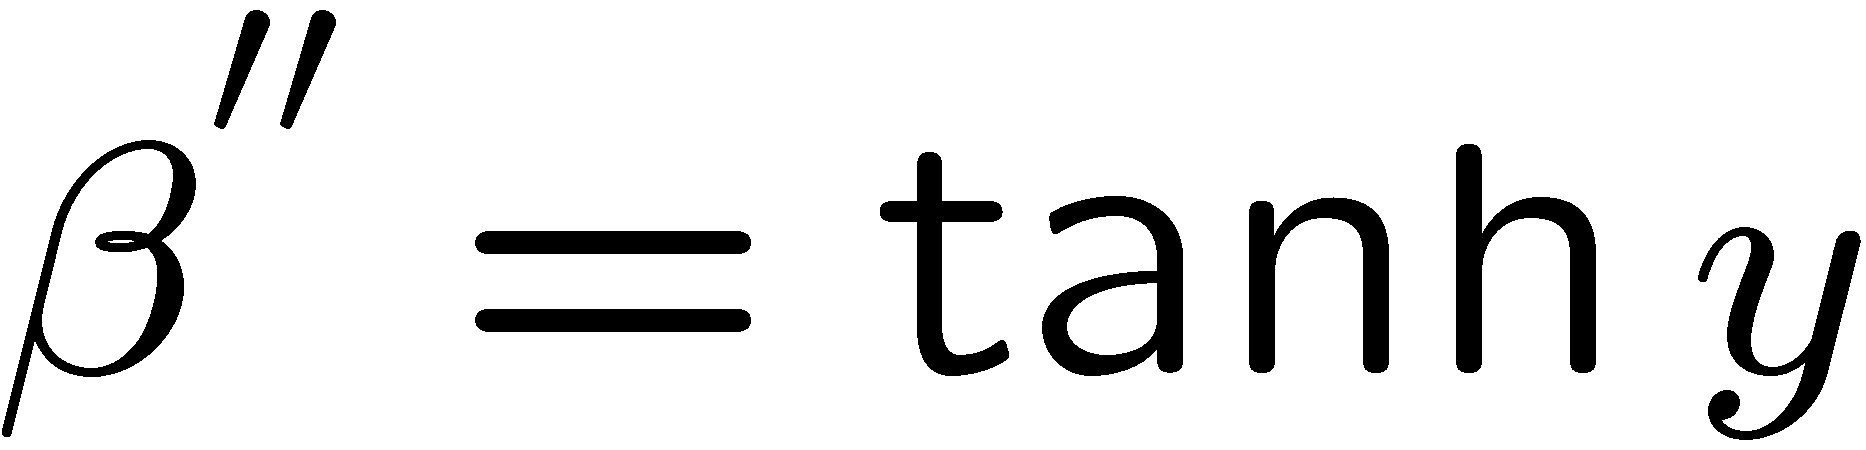 β″ = tanh y